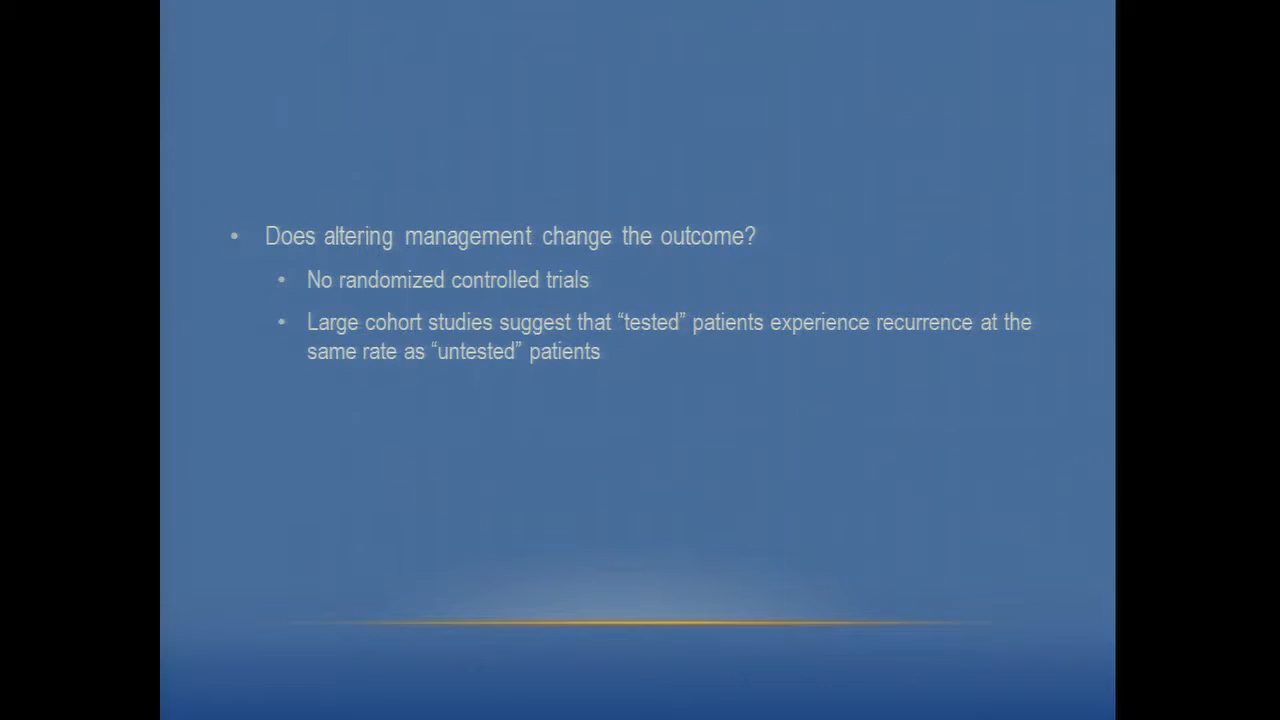 • Does altering management change the outcome?
• No randomized controlled trials
• Large cohort studies suggest that “tested” patients experience recurrence at the
same rate as “untested” patients